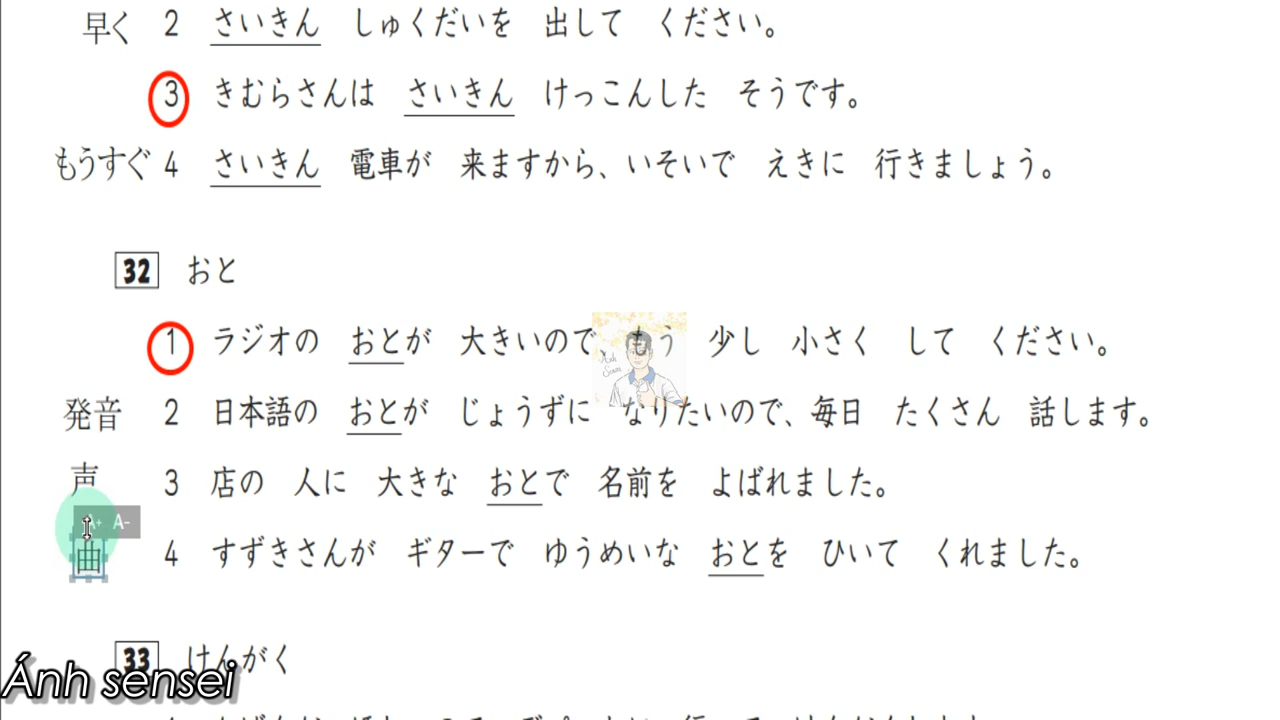 早く 2 さいきん しゅくだいを 出して ください。
3 きむらさんは さいきん けっこんした そうです。
もうすぐ 4 さいきん 電車が 来ますから、いそいで えきに 行きましょう。
32 おと
1 ラジオの おとが 大きいので、もう 少し 小さく して ください。
発音 2 日本語の おとが じょうずに なりたいので、毎日 たくさん 話します。
声 3 店の 人に 大きな おとで 名前を よばれました。
A+ A-
曲 4 すずきさんが ギターで ゆうめいな おとを ひいて くれました。
33 けんがく
Ánh sensei